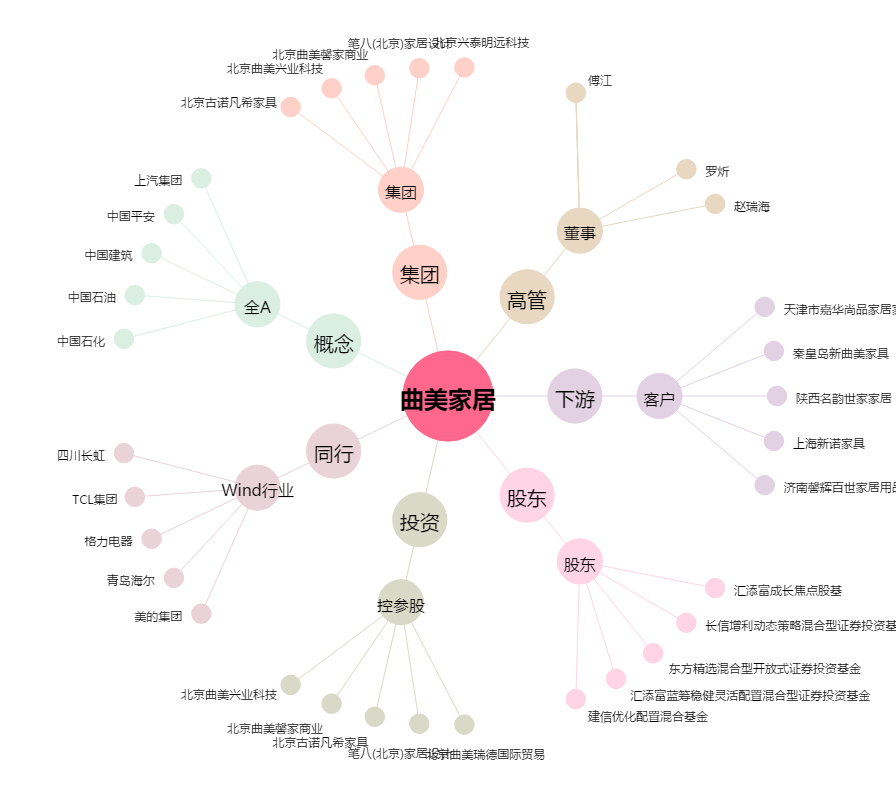 笔八(北京)家居设计
北京兴泰明远科技
北京曲美馨家商业
北京曲美兴业科技
北京古诺凡希家具
集团
集团
傅江
罗炘
赵瑞海
董事
高管
上汽集团
中国平安
中国建筑
中国石油
中国石化
全A
概念
曲美家居
天津市嘉华尚品家居
秦皇岛新曲美家具
陕西名韵世家家居
上海新诺家具
济南馨辉百世家居用品
下游
客户
同行
Wind行业
四川长虹
TCL集团
格力电器
青岛海尔
美的集团
投资
控参股
股东
股东
汇添富成长焦点股基
长信增利动态策略混合型证券投资基
东方精选混合型开放式证券投资基金
汇添富蓝筹稳健灵活配置混合型证券投资基金
建信优化配置混合基金
北京曲美兴业科技
北京曲美馨家商业
北京古诺凡希家具
笔八(北京)家居设计
北京曲美瑞德国际贸易